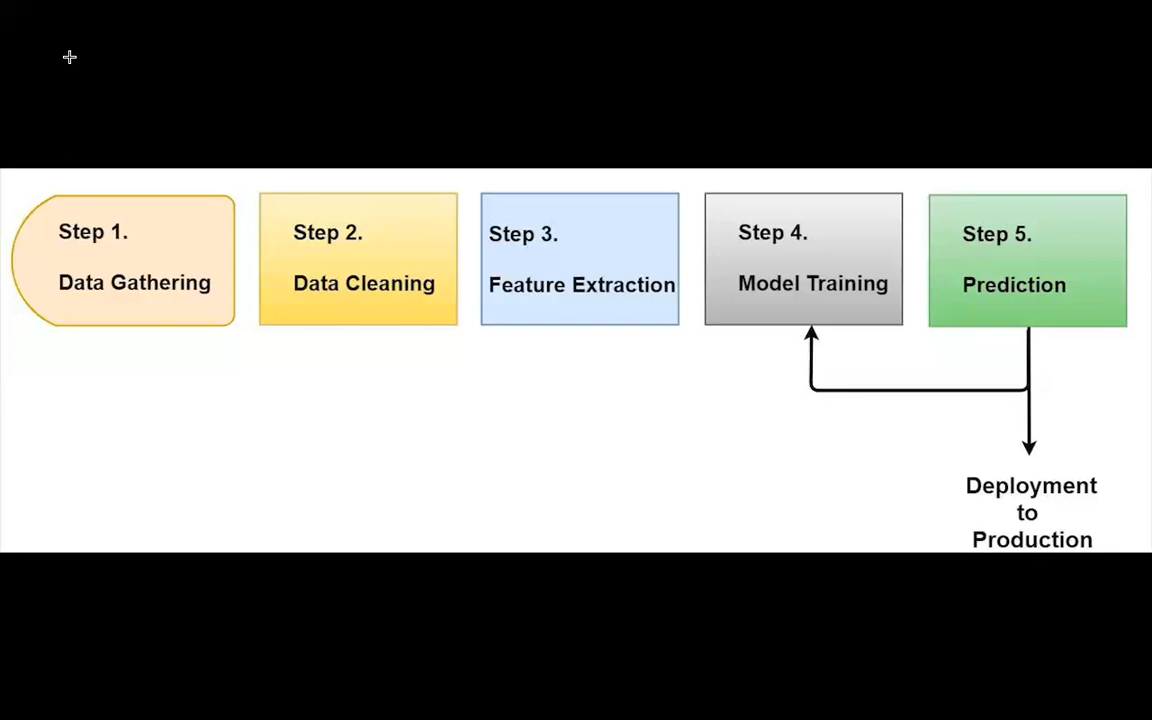 Step 1.
Data Gathering
Step 2.
Data Cleaning
Step 3.
Feature Extraction
Step 4.
Model Training
Step 5.
Prediction
Deployment
to
Production